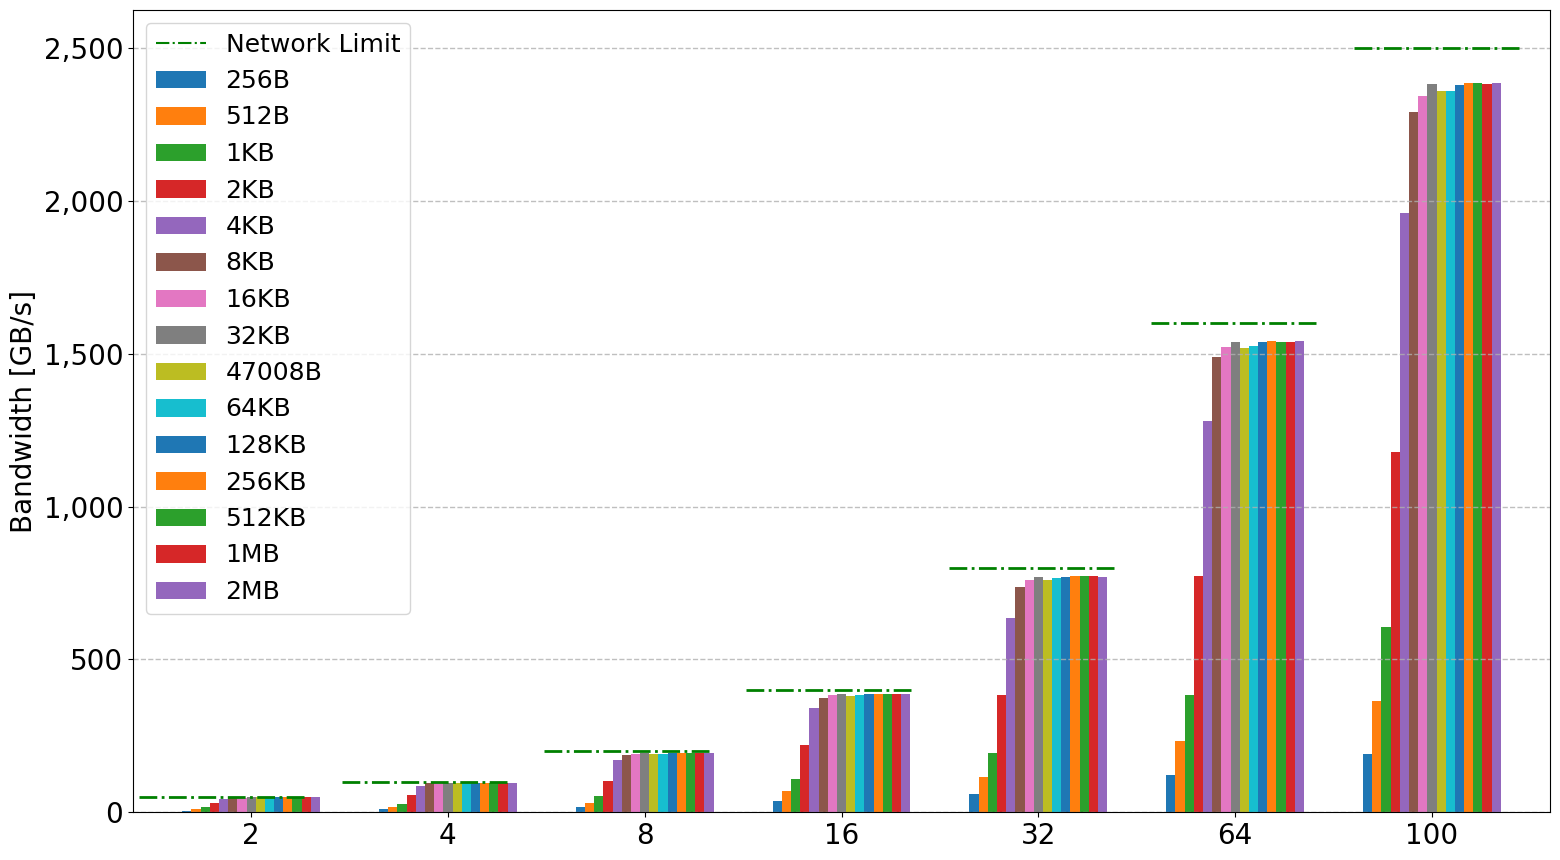 Network Limit
256B
512B
1KB
2KB
4KB
8KB
16KB
32KB
47008B
64KB
128KB
256KB
512KB
1MB
2MB
Bandwidth [GB/s]
2,500
2,000
1,500
1,000
500
0
2 4 8 16 32 64 100